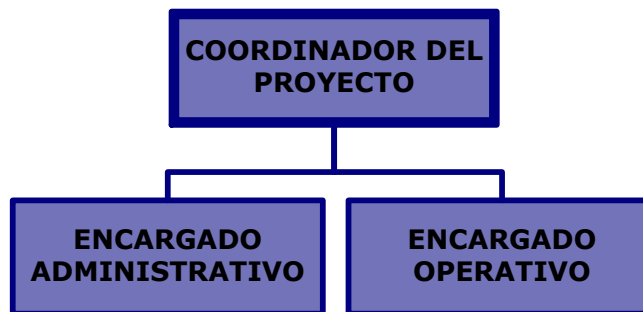 COORDINADOR DEL
PROYECTO
ENCARGADO
ADMINISTRATIVO
ENCARGADO
OPERATIVO